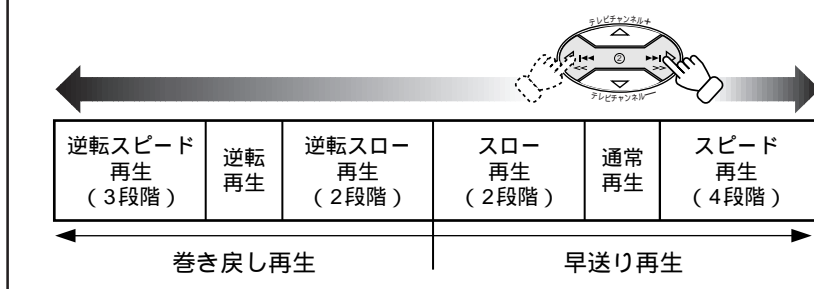 テレビチャンネル+
②
テレビチャンネルー
逆転スピード
再生
(3段階)
逆転
再生
逆転スロー
再生
(2段階)
スロー
再生
(2段階)
通常
再生
スピード
再生
(4段階)
巻き戻し再生
早送り再生